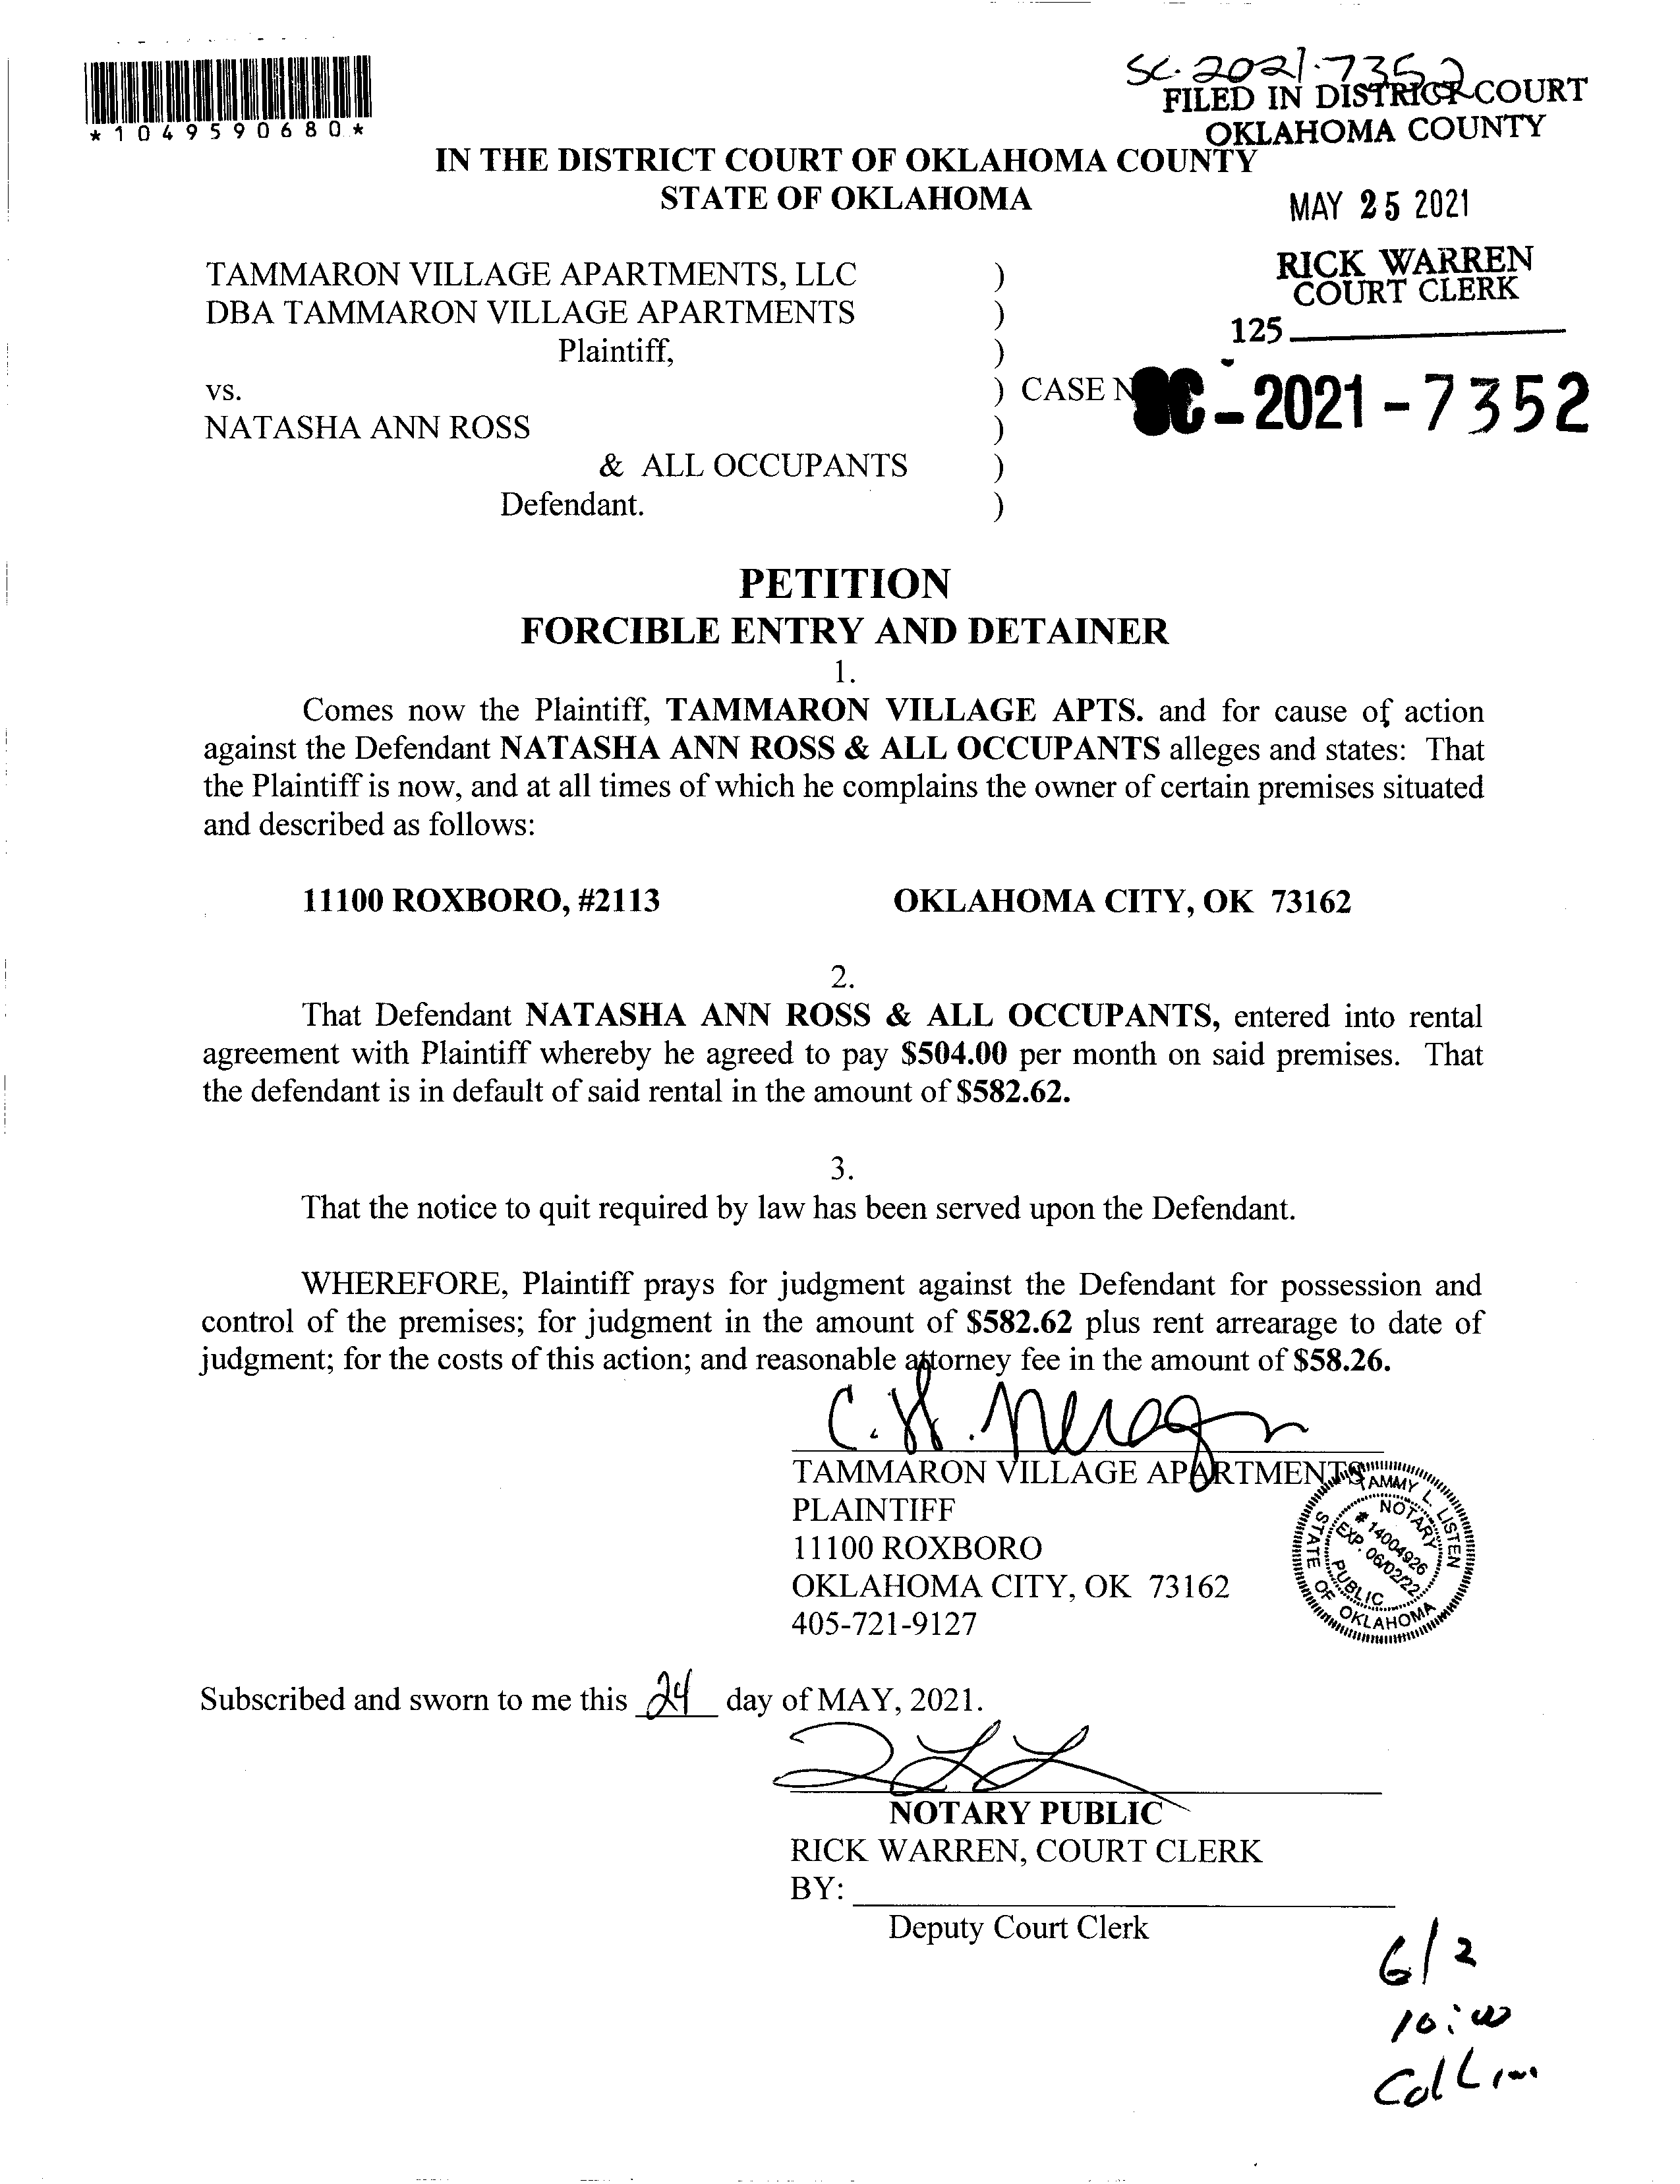 *1049590680*
SC-2021-7352
FILED IN DISTRICT COURT
OKLAHOMA COUNTY
IN THE DISTRICT COURT OF OKLAHOMA COUNTY
STATE OF OKLAHOMA
MAY 25 2021
RICK WARREN
COURT CLERK
125
TAMMARON VILLAGE APARTMENTS, LLC )
DBA TAMMARON VILLAGE APARTMENTS )
Plaintiff, )
vs. ) CASE N SC-2021-7352
NATASHA ANN ROSS )
& ALL OCCUPANTS )
Defendant. )
PETITION
FORCIBLE ENTRY AND DETAINER
1.
Comes now the Plaintiff, TAMMARON VILLAGE APTS. and for cause of action
against the Defendant NATASHA ANN ROSS & ALL OCCUPANTS alleges and states: That
the Plaintiff is now, and at all times of which he complains the owner of certain premises situated
and described as follows:
11100 ROXBORO, #2113 OKLAHOMA CITY, OK 73162
2.
That Defendant NATASHA ANN ROSS & ALL OCCUPANTS, entered into rental
agreement with Plaintiff whereby he agreed to pay $504.00 per month on said premises. That
the defendant is in default of said rental in the amount of $582.62.
3.
That the notice to quit required by law has been served upon the Defendant.
WHEREFORE, Plaintiff prays for judgment against the Defendant for possession and
control of the premises; for judgment in the amount of $582.62 plus rent arrearage to date of
judgment; for the costs of this action; and reasonable attorney fee in the amount of $58.26.
TAMMARON VILLAGE APARTMENTS
PLAINTIFF
11100 ROXBORO
OKLAHOMA CITY, OK 73162
405-721-9127
TAMMY L. LISTEN
NOTARY
# 14004926
EXP. 06/02/22
PUBLIC
STATE OF OKLAHOMA
Subscribed and sworn to me this 24 day of MAY, 2021.
NOTARY PUBLIC
RICK WARREN, COURT CLERK
BY:
Deputy Court Clerk
6/2
10:00